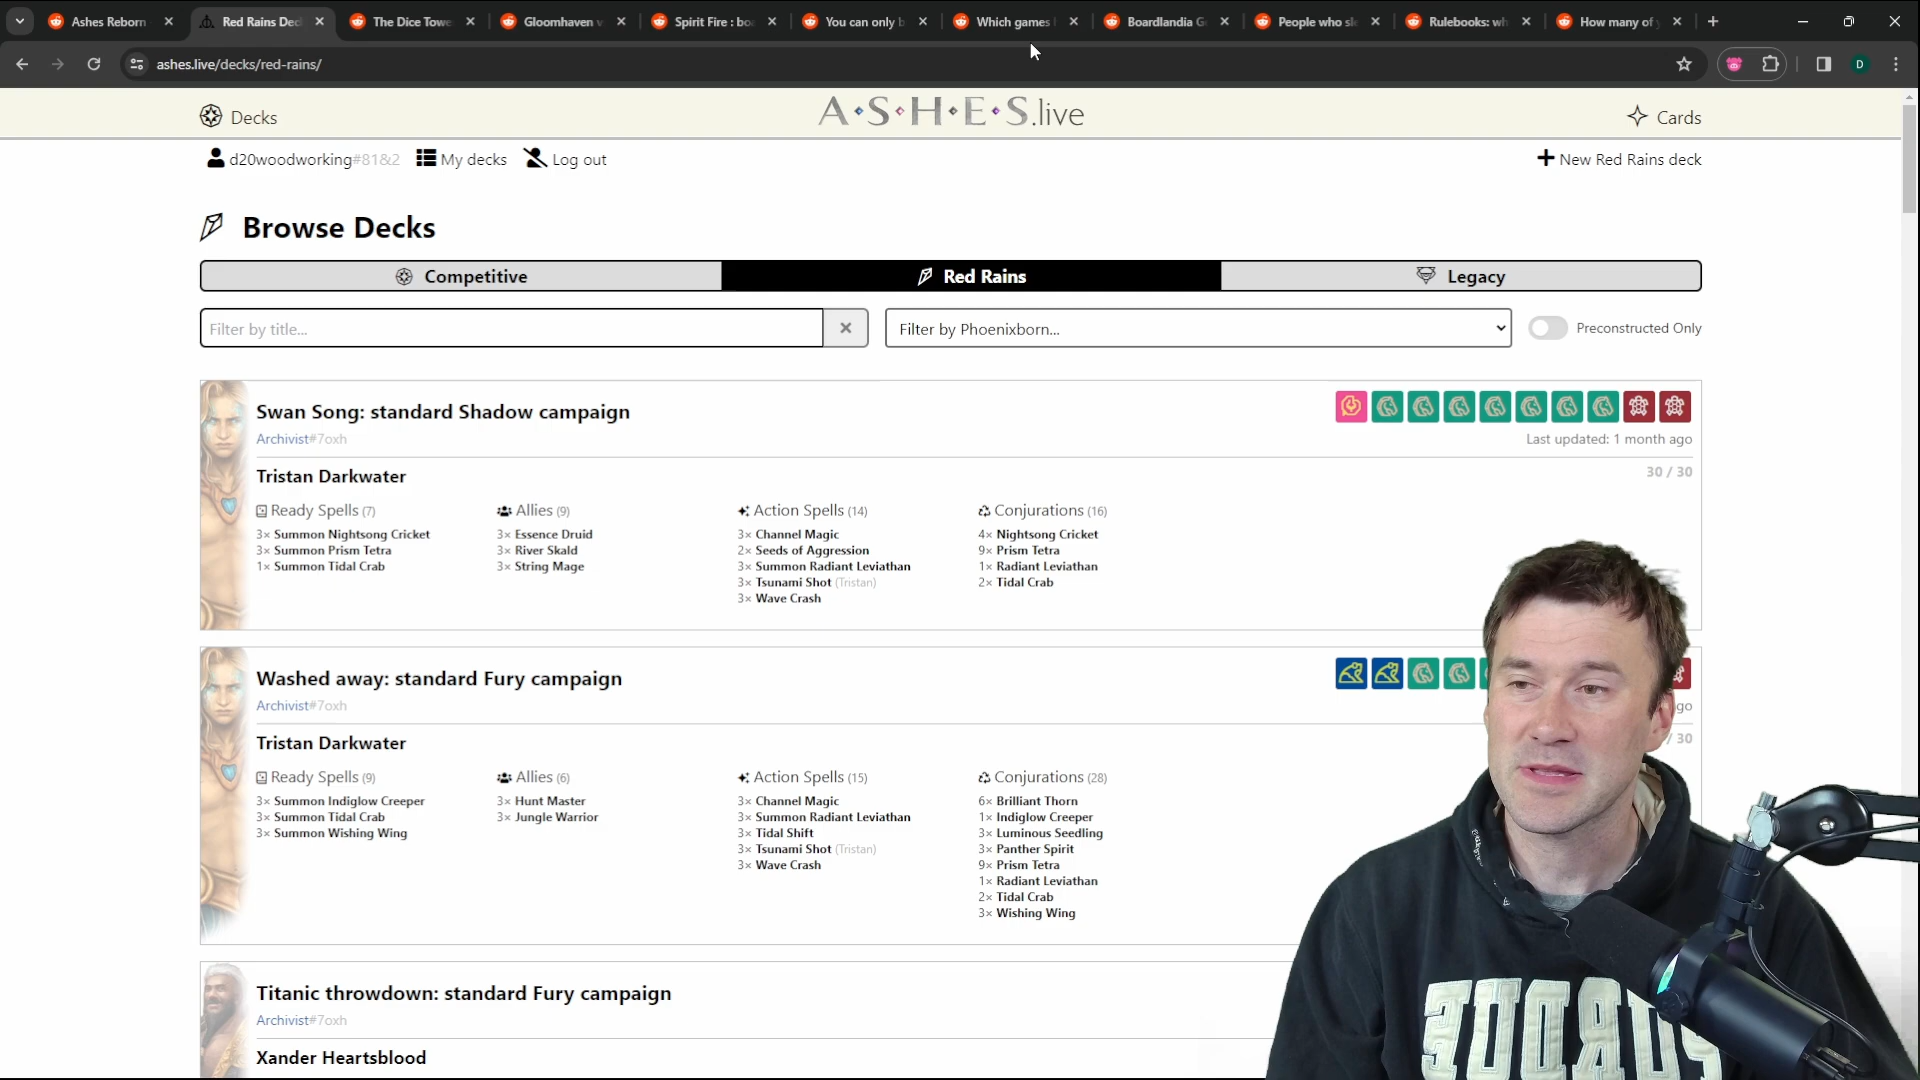 Ashes Reborn
Red Rains Dec
The Dice Towe
Gloomhaven v
Spirit Fire : bo
You can only b
Which games
Boardlandia G
People who sl
Rulebooks: wh
How many of
ashes.live/decks/red-rains/
D
Decks
A·S·H·E·S.live
Cards
d20woodworking#81&2
My decks
Log out
New Red Rains deck
Browse Decks
Competitive
Red Rains
Legacy
Filter by title...
Filter by Phoenixborn...
Preconstructed Only
Swan Song: standard Shadow campaign
Archivist#7oxh
Last updated: 1 month ago
Tristan Darkwater
30 / 30
Ready Spells (7)
3× Summon Nightsong Cricket
3× Summon Prism Tetra
1× Summon Tidal Crab
Allies (9)
3× Essence Druid
3× River Skald
3× String Mage
Action Spells (14)
3× Channel Magic
2× Seeds of Aggression
3× Summon Radiant Leviathan
3× Tsunami Shot (Tristan)
3× Wave Crash
Conjurations (16)
4× Nightsong Cricket
9× Prism Tetra
1× Radiant Leviathan
2× Tidal Crab
Washed away: standard Fury campaign
Archivist#7oxh
go
Tristan Darkwater
/ 30
Ready Spells (9)
3× Summon Indiglow Creeper
3× Summon Tidal Crab
3× Summon Wishing Wing
Allies (6)
3× Hunt Master
3× Jungle Warrior
Action Spells (15)
3× Channel Magic
3× Summon Radiant Leviathan
3× Tidal Shift
3× Tsunami Shot (Tristan)
3× Wave Crash
Conjurations (28)
6× Brilliant Thorn
1× Indiglow Creeper
3× Luminous Seedling
3× Panther Spirit
9× Prism Tetra
1× Radiant Leviathan
2× Tidal Crab
3× Wishing Wing
Titanic throwdown: standard Fury campaign
Archivist#7oxh
Xander Heartsblood